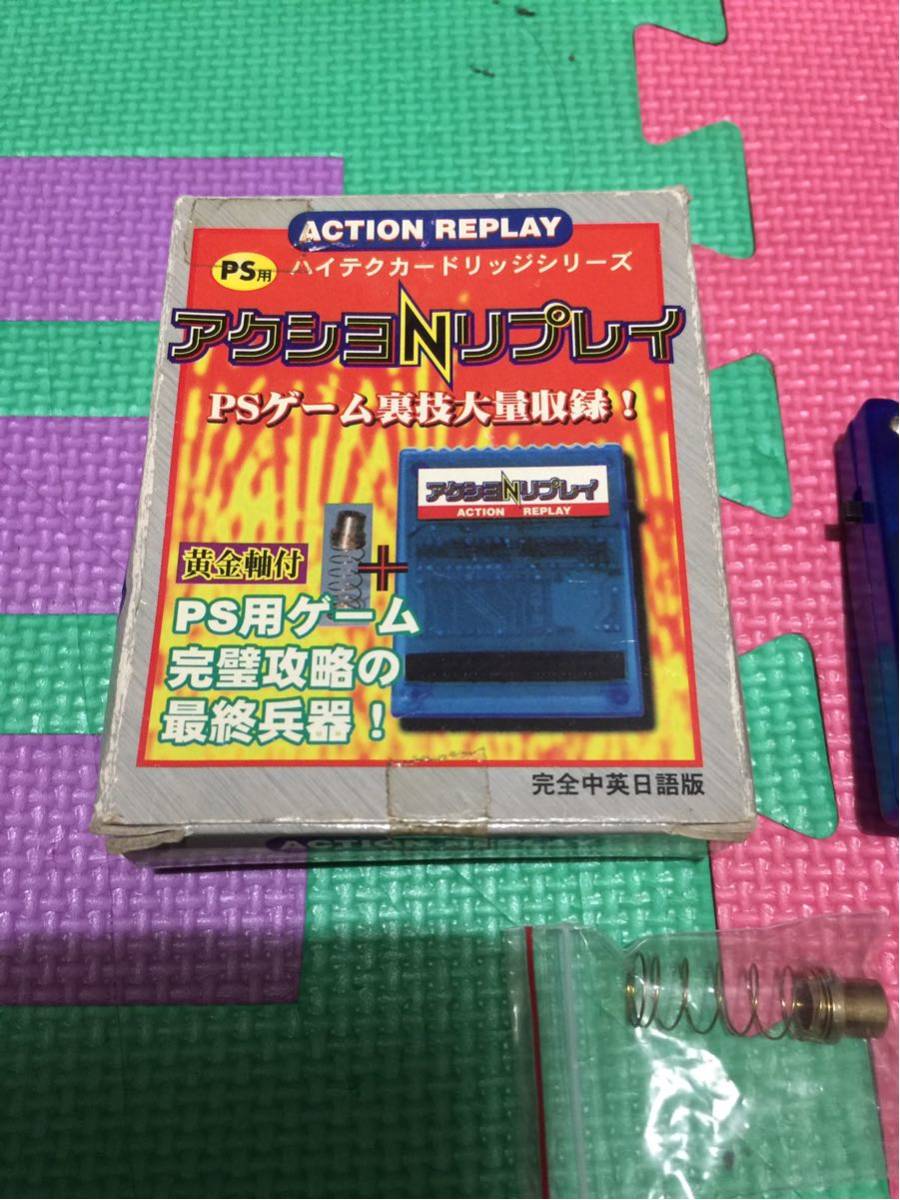 ACTION REPLAY
PS用
ハイテクカードリッジシリーズ
アクションNリプレイ
PSゲーム裏技大量収録！
アクションNリプレイ
ACTION REPLAY
黄金軸付
PS用ゲーム
完璧攻略の
最終兵器！
完全中英日語版
ACTION REPLAY